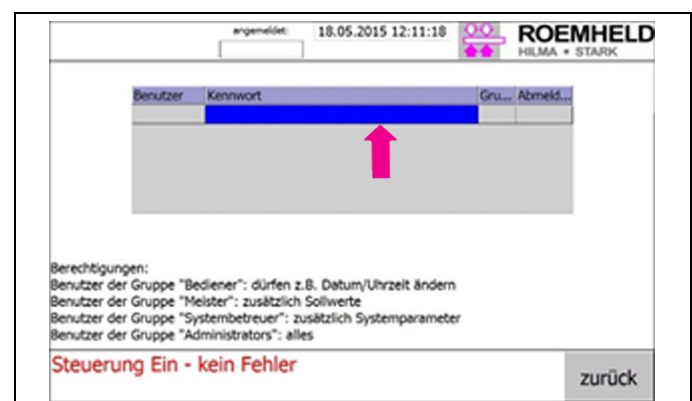 angemeldet:
18.05.2015 12:11:18
ROEMHELD
HILMA ▪ STARK
Benutzer Kennwort Gru... Abmeld...
Berechtigungen:
Benutzer der Gruppe "Bediener": dürfen z.B. Datum/Uhrzeit ändern
Benutzer der Gruppe "Meister": zusätzlich Sollwerte
Benutzer der Gruppe "Systembetreuer": zusätzlich Systemparameter
Benutzer der Gruppe "Administrators": alles
Steuerung Ein - kein Fehler
zurück